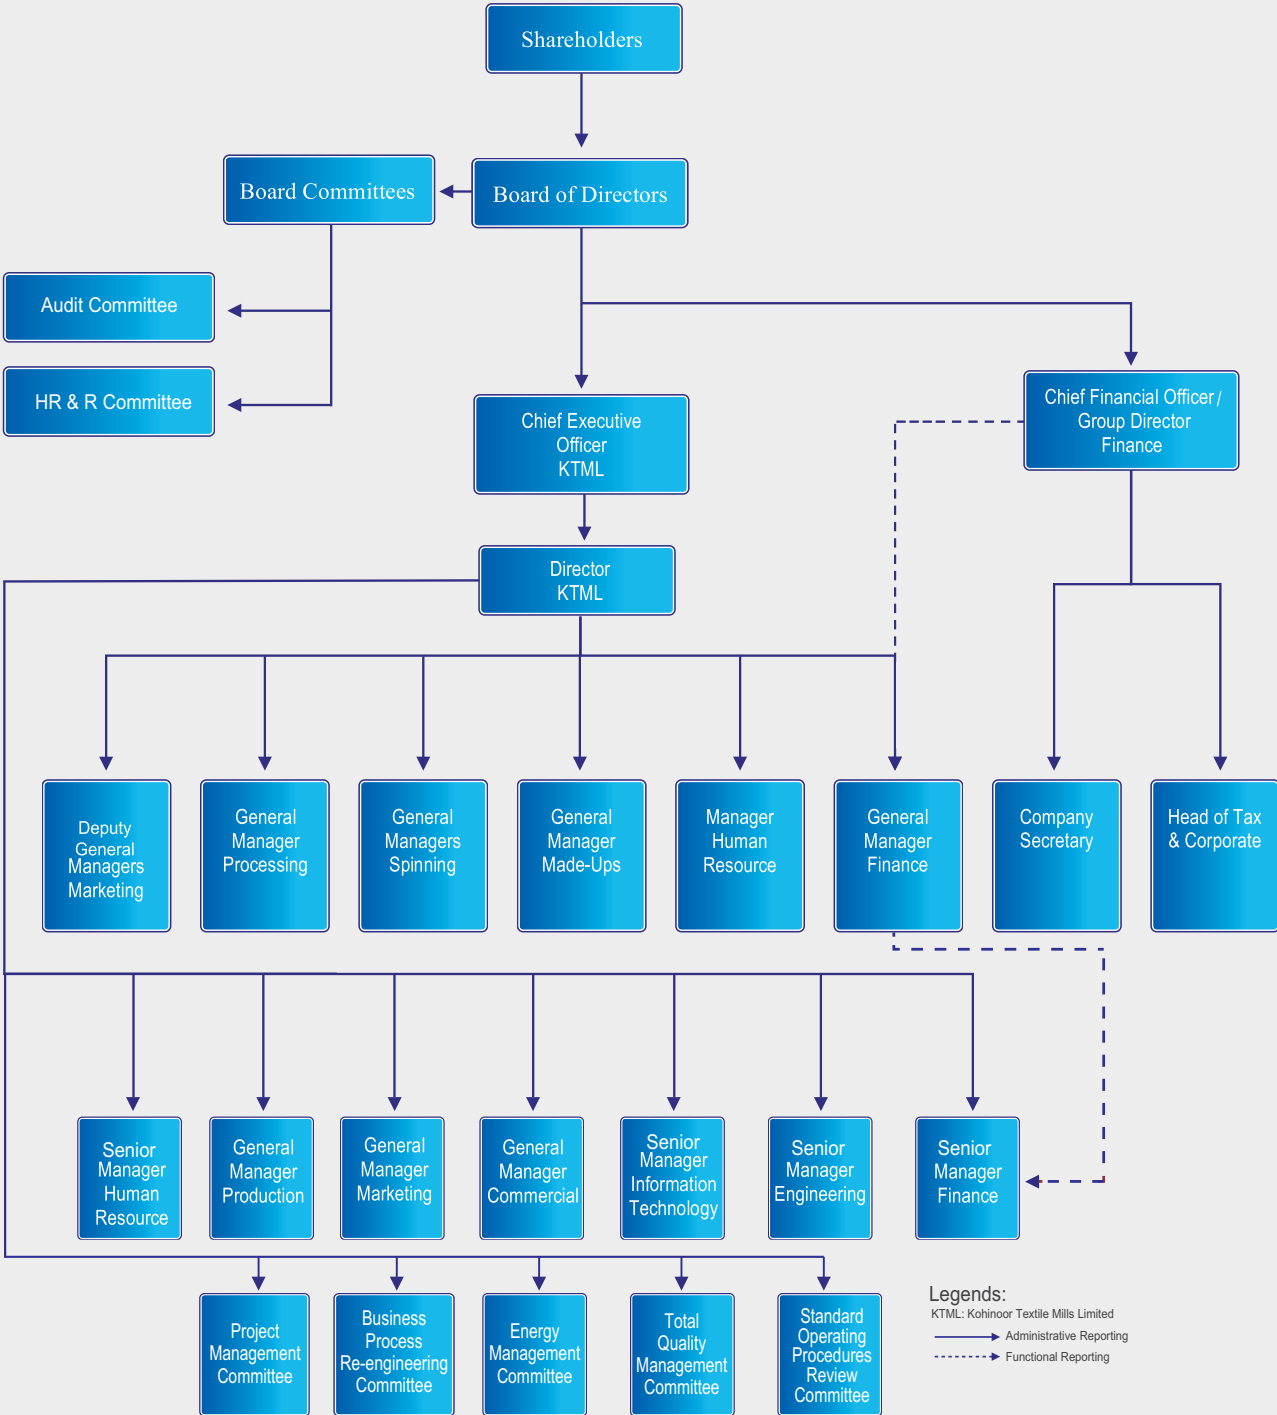 Shareholders
Board Committees
Board of Directors
Audit Committee
HR & R Committee
Chief Executive
Officer
KTML
Chief Financial Officer /
Group Director
Finance
Director
KTML
Deputy
General
Managers
Marketing
General
Manager
Processing
General
Managers
Spinning
General
Manager
Made-Ups
Manager
Human
Resource
General
Manager
Finance
Company
Secretary
Head of Tax
& Corporate
Senior
Manager
Human
Resource
General
Manager
Production
General
Manager
Marketing
General
Manager
Commercial
Senior
Manager
Information
Technology
Senior
Manager
Engineering
Senior
Manager
Finance
Project
Management
Committee
Business
Process
Re-engineering
Committee
Energy
Management
Committee
Total
Quality
Management
Committee
Standard
Operating
Procedures
Review
Committee
Legends:
KTML: Kohinoor Textile Mills Limited
Administrative Reporting
Functional Reporting